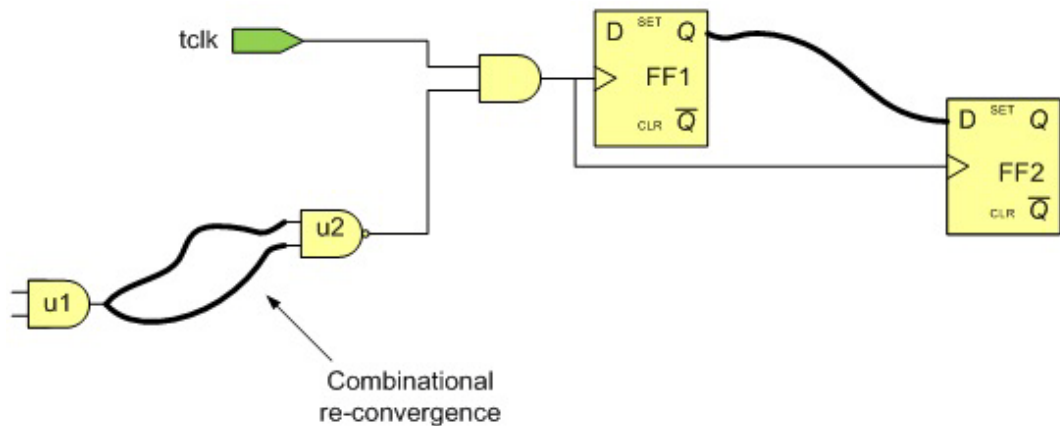 tclk
D SET Q
FF1
CLR Q
D SET Q
FF2
CLR Q
u2
u1
Combinational
re-convergence